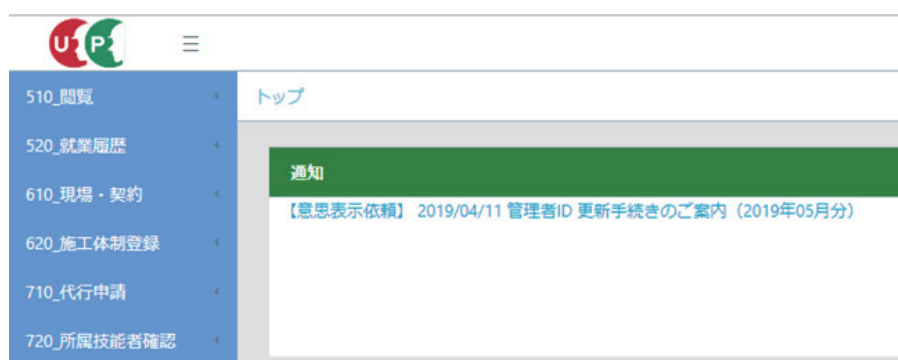 U P
510_閲覧
520_就業履歴
610_現場・契約
620_施工体制登録
710_代行申請
720_所属技能者確認
トップ
通知
【意思表示依頼】 2019/04/11 管理者ID 更新手続きのご案内（2019年05月分）